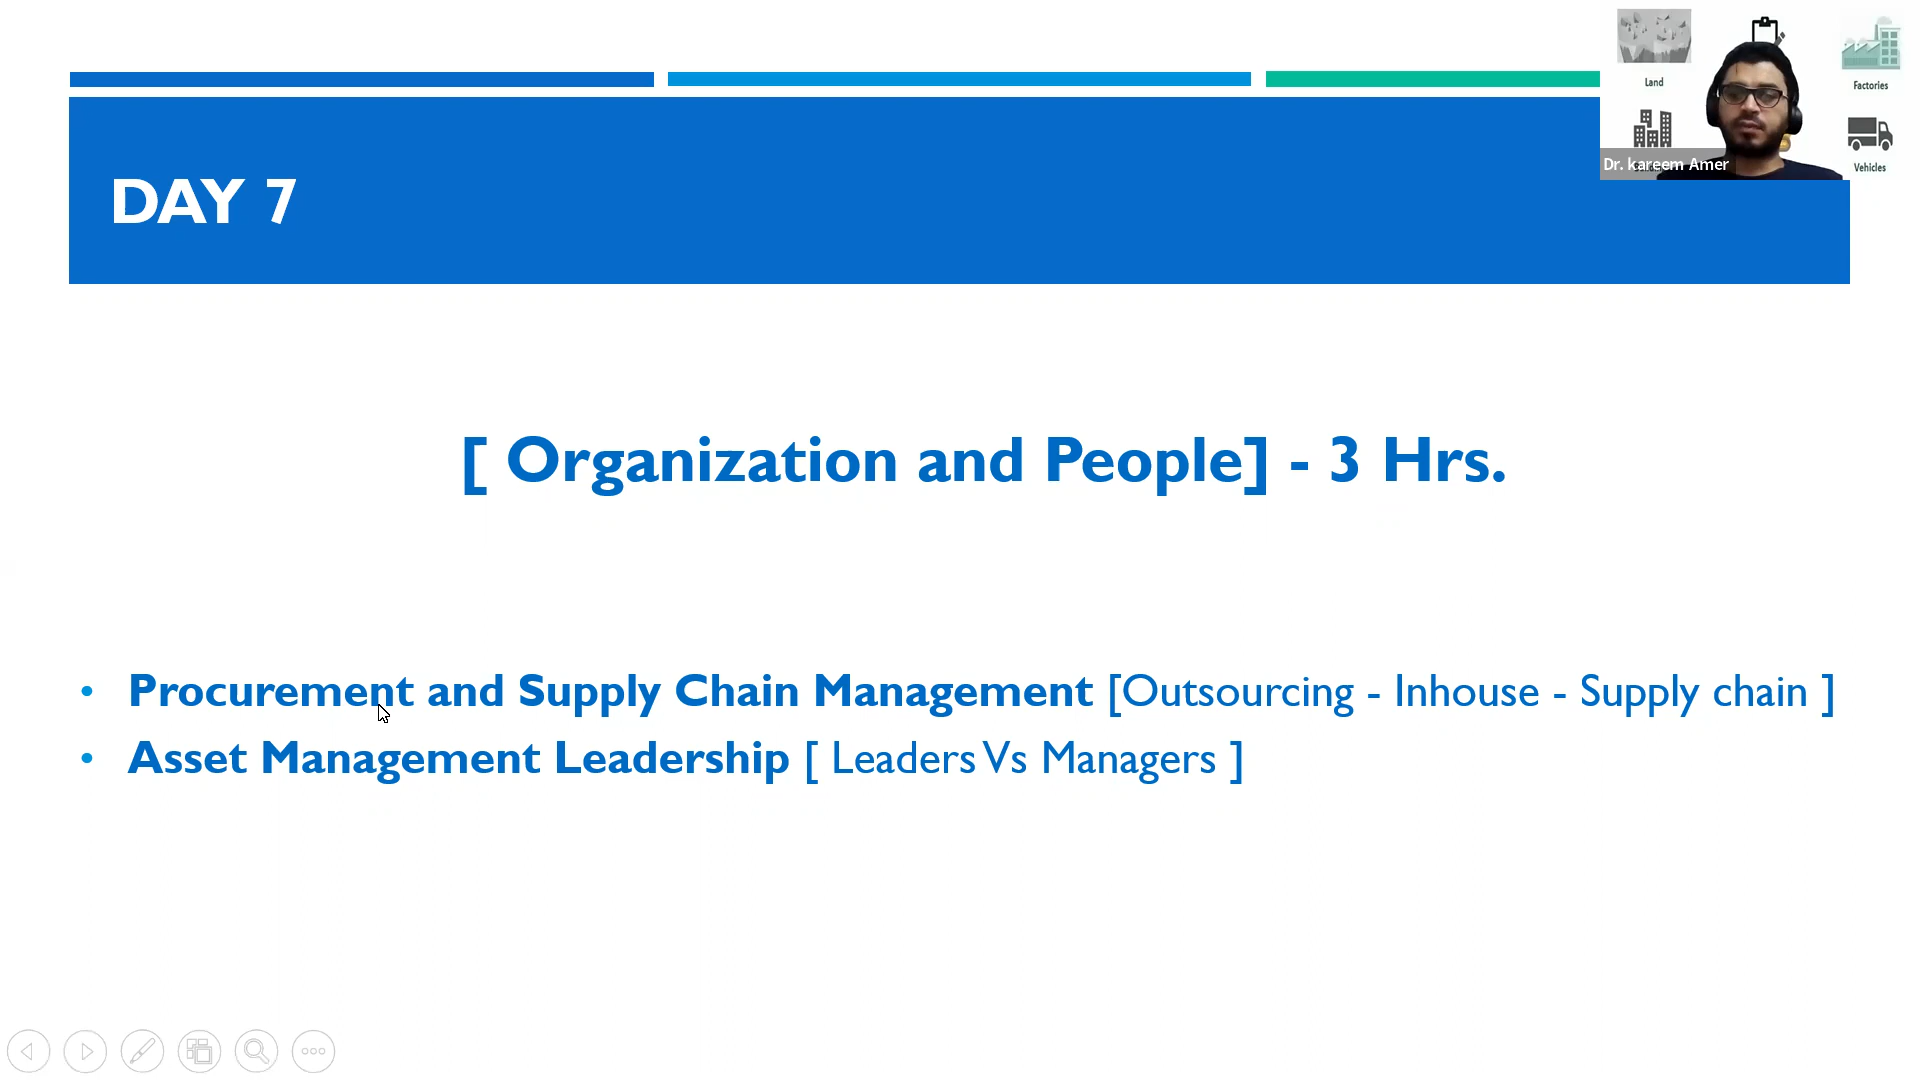 Land
Factories
Dr. kareem Amer
Vehicles
DAY 7
[ Organization and People] - 3 Hrs.
• Procurement and Supply Chain Management [Outsourcing - Inhouse - Supply chain ]
• Asset Management Leadership [ Leaders Vs Managers ]